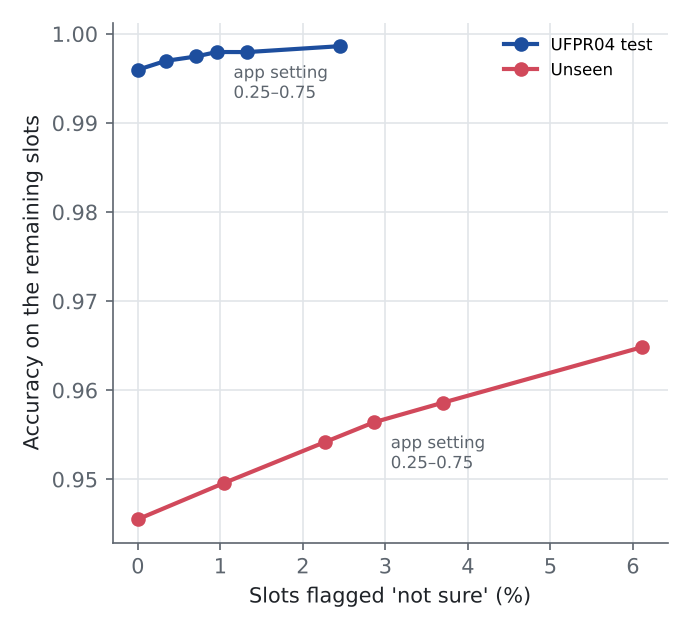 1.00
0.99
0.98
0.97
0.96
0.95
Accuracy on the remaining slots
UFPR04 test
Unseen
app setting
0.25–0.75
app setting
0.25–0.75
0 1 2 3 4 5 6
Slots flagged 'not sure' (%)